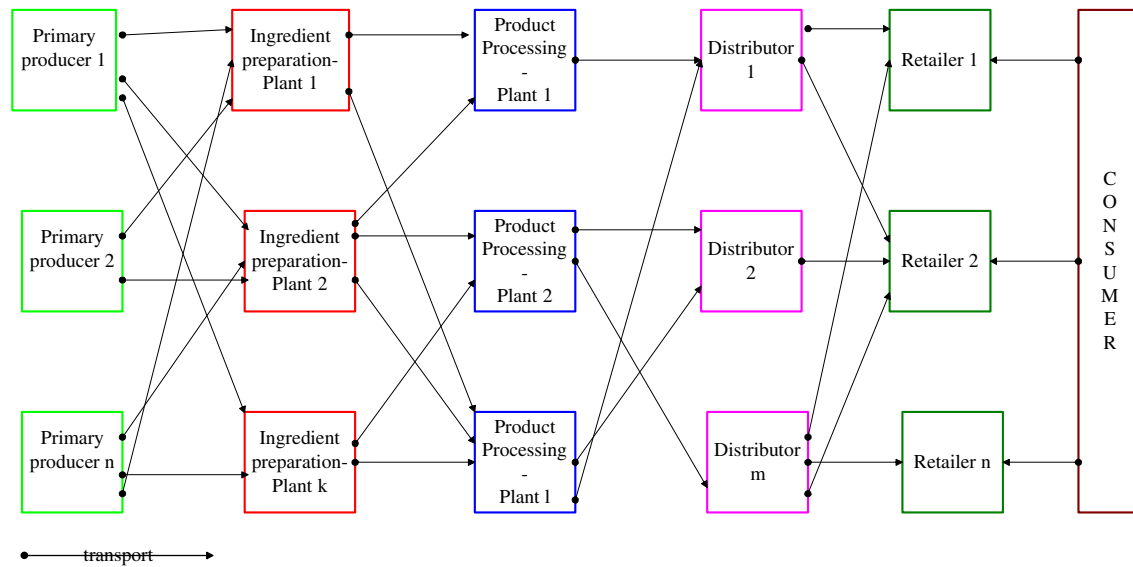 Primary
producer 1
Ingredient
preparation-
Plant 1
Product
Processing
-
Plant 1
Distributor
1
Retailer 1
Primary
producer 2
Ingredient
preparation-
Plant 2
Product
Processing
-
Plant 2
Distributor
2
Retailer 2
Primary
producer n
Ingredient
preparation-
Plant k
Product
Processing
-
Plant l
Distributor
m
Retailer n
C
O
N
S
U
M
E
R
transport